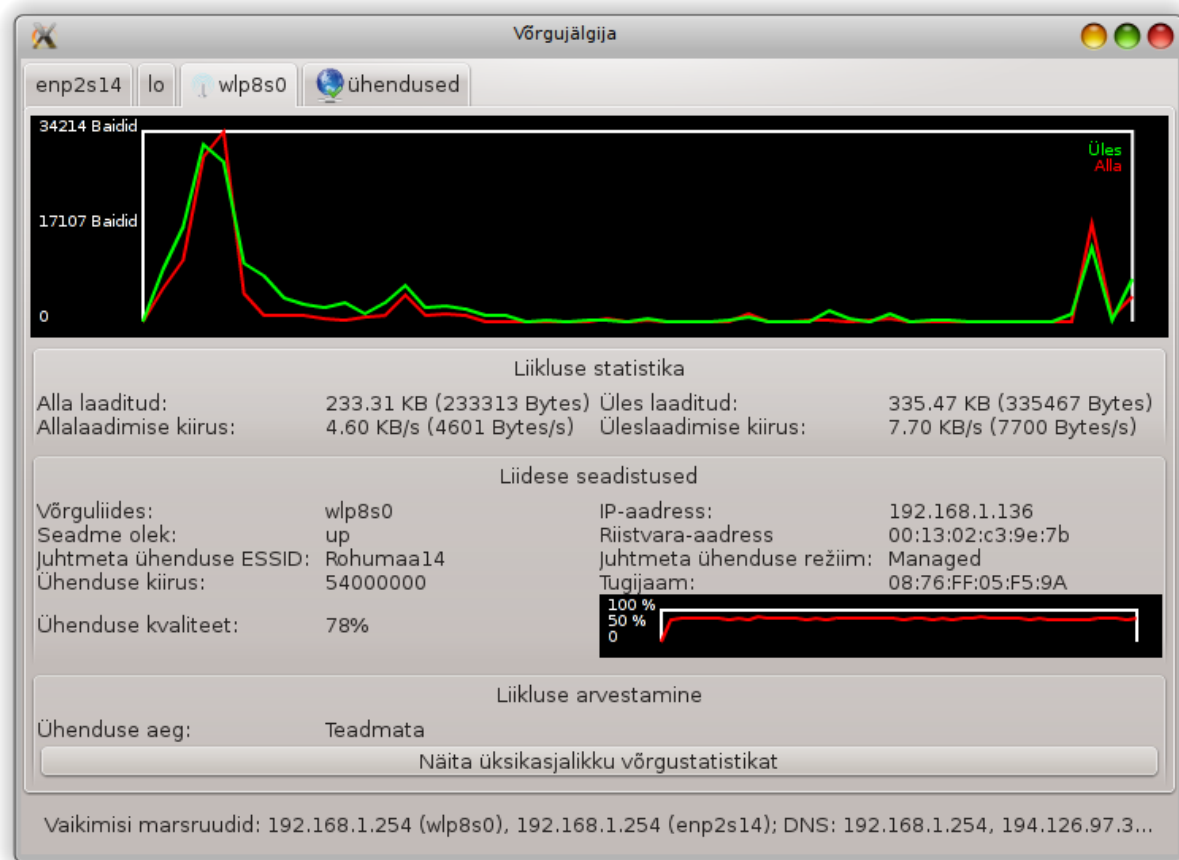 Võrgujälgija
enp2s14 lo wlp8s0 ühendused
34214 Baidid
Üles
Alla
17107 Baidid
0
Liikluse statistika
Alla laaditud: 233.31 KB (233313 Bytes) Üles laaditud: 335.47 KB (335467 Bytes)
Allalaadimise kiirus: 4.60 KB/s (4601 Bytes/s) Üleslaadimise kiirus: 7.70 KB/s (7700 Bytes/s)
Liidese seadistused
Võrguliides: wlp8s0 IP-aadress: 192.168.1.136
Seadme olek: up Riistvara-aadress 00:13:02:c3:9e:7b
Juhtmeta ühenduse ESSID: Rohumaa14 Juhtmeta ühenduse režiim: Managed
Ühenduse kiirus: 54000000 Tugijaam: 08:76:FF:05:F5:9A
100 %
50 %
0
Ühenduse kvaliteet: 78%
Liikluse arvestamine
Ühenduse aeg: Teadmata
Näita üksikasjalikku võrgustatistikat
Vaikimisi marsruudid: 192.168.1.254 (wlp8s0), 192.168.1.254 (enp2s14); DNS: 192.168.1.254, 194.126.97.3...